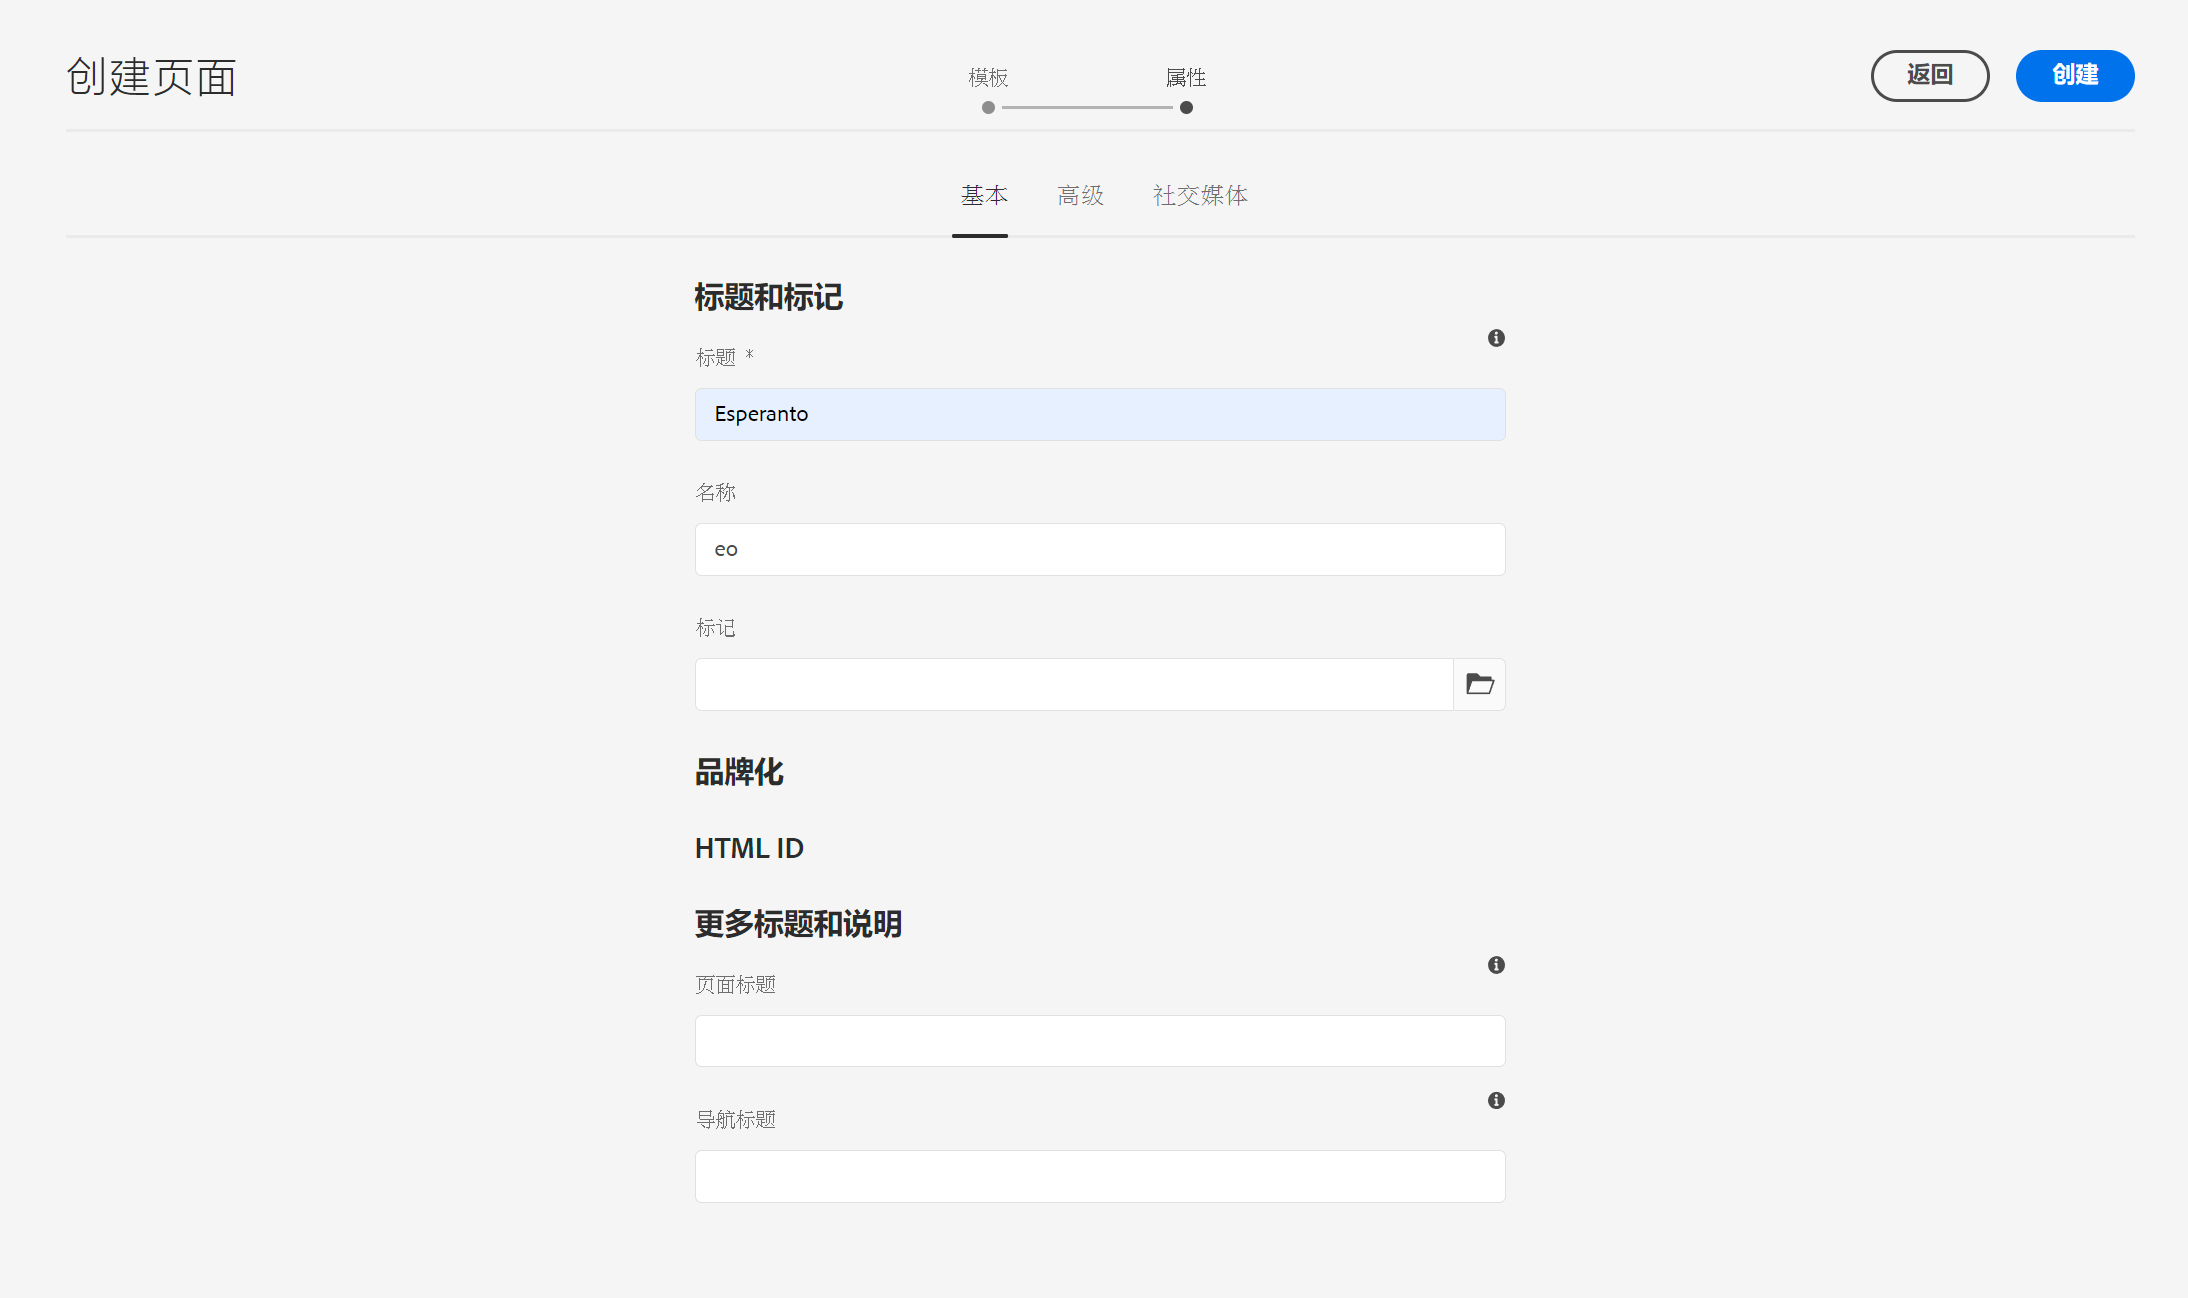 创建页面
模板 属性
返回 创建
基本 高级 社交媒体
标题和标记
标题 *
Esperanto
名称
eo
标记
品牌化
HTML ID
更多标题和说明
页面标题
导航标题